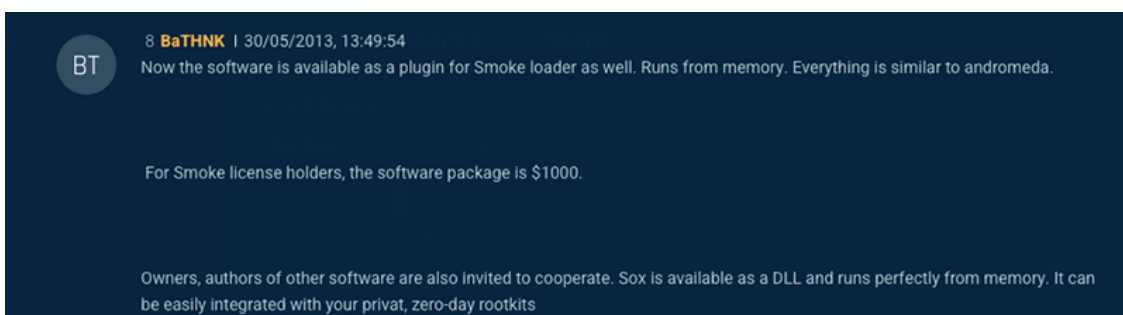 8 BaTHNK | 30/05/2013, 13:49:54
BT
Now the software is available as a plugin for Smoke loader as well. Runs from memory. Everything is similar to andromeda.
For Smoke license holders, the software package is $1000.
Owners, authors of other software are also invited to cooperate. Sox is available as a DLL and runs perfectly from memory. It can
be easily integrated with your privat, zero-day rootkits